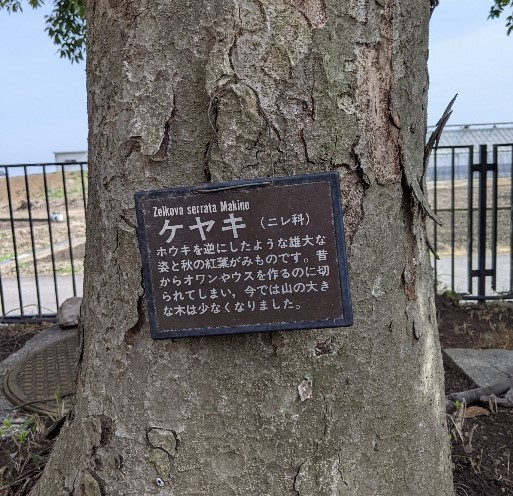 Zelkova serrata Makino
ケヤキ（ニレ科）
ホウキを逆にしたような雄大な
姿と秋の紅葉がみものです。昔
からオワンやウスを作るのに切
られてしまい，今では山の大き
な木は少なくなりました。